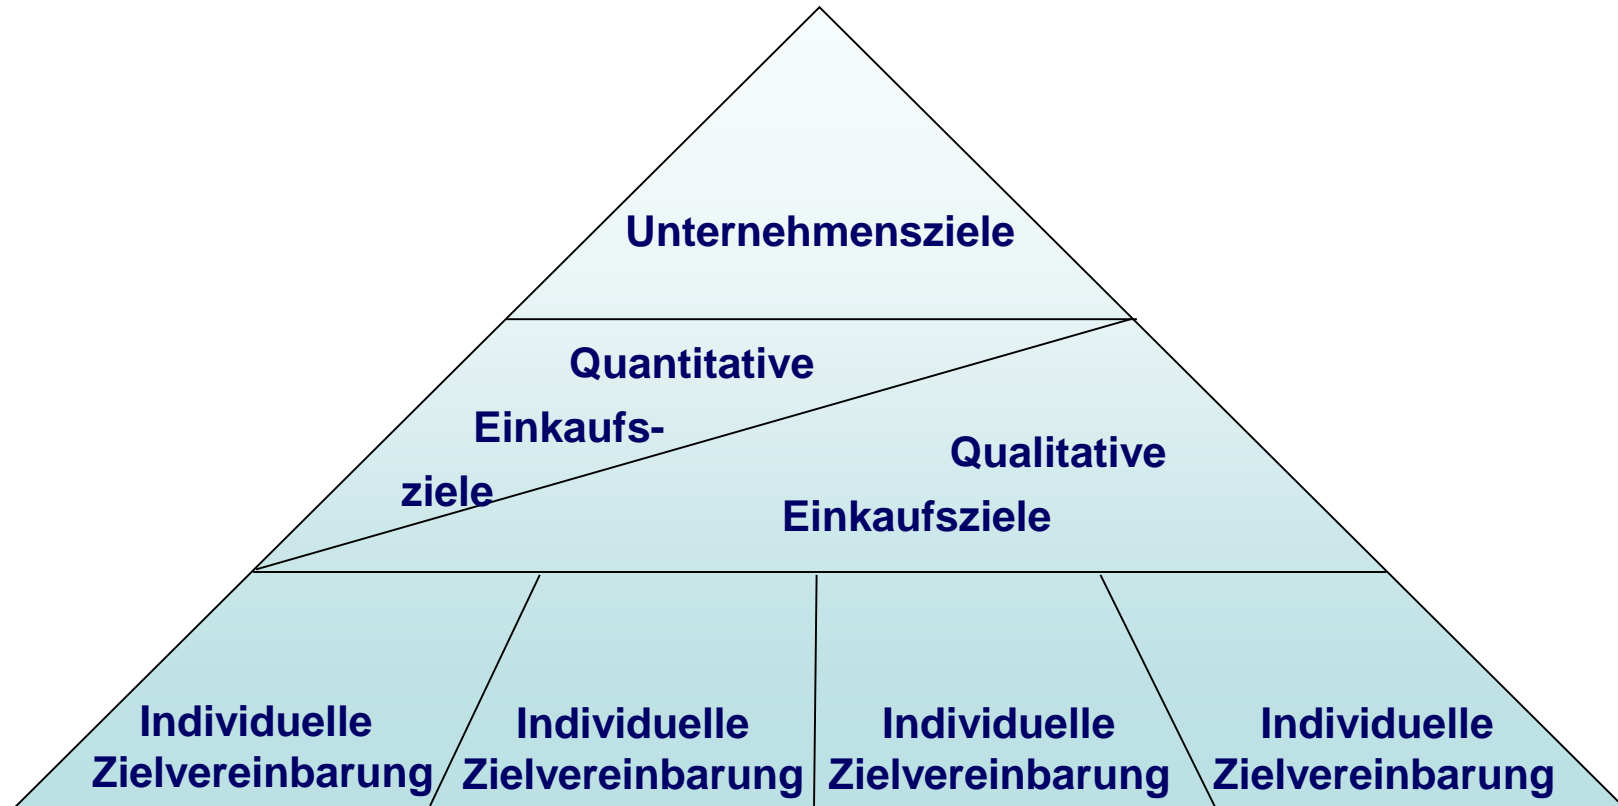 Unternehmensziele
Quantitative
Einkaufs-
ziele
Qualitative
Einkaufsziele
Individuelle
Zielvereinbarung
Individuelle
Zielvereinbarung
Individuelle
Zielvereinbarung
Individuelle
Zielvereinbarung